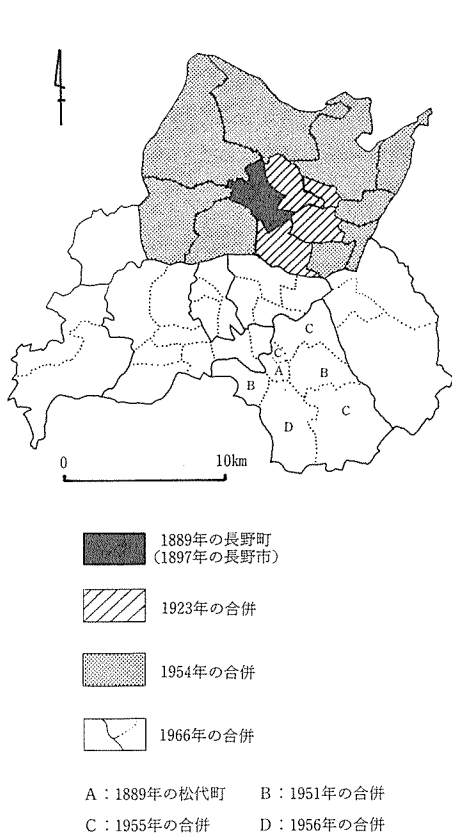 C
C
A
B
B
C
D
0 10km
1889年の長野町
(1897年の長野市)
1923年の合併
1954年の合併
1966年の合併
A：1889年の松代町 B：1951年の合併
C：1955年の合併 D：1956年の合併